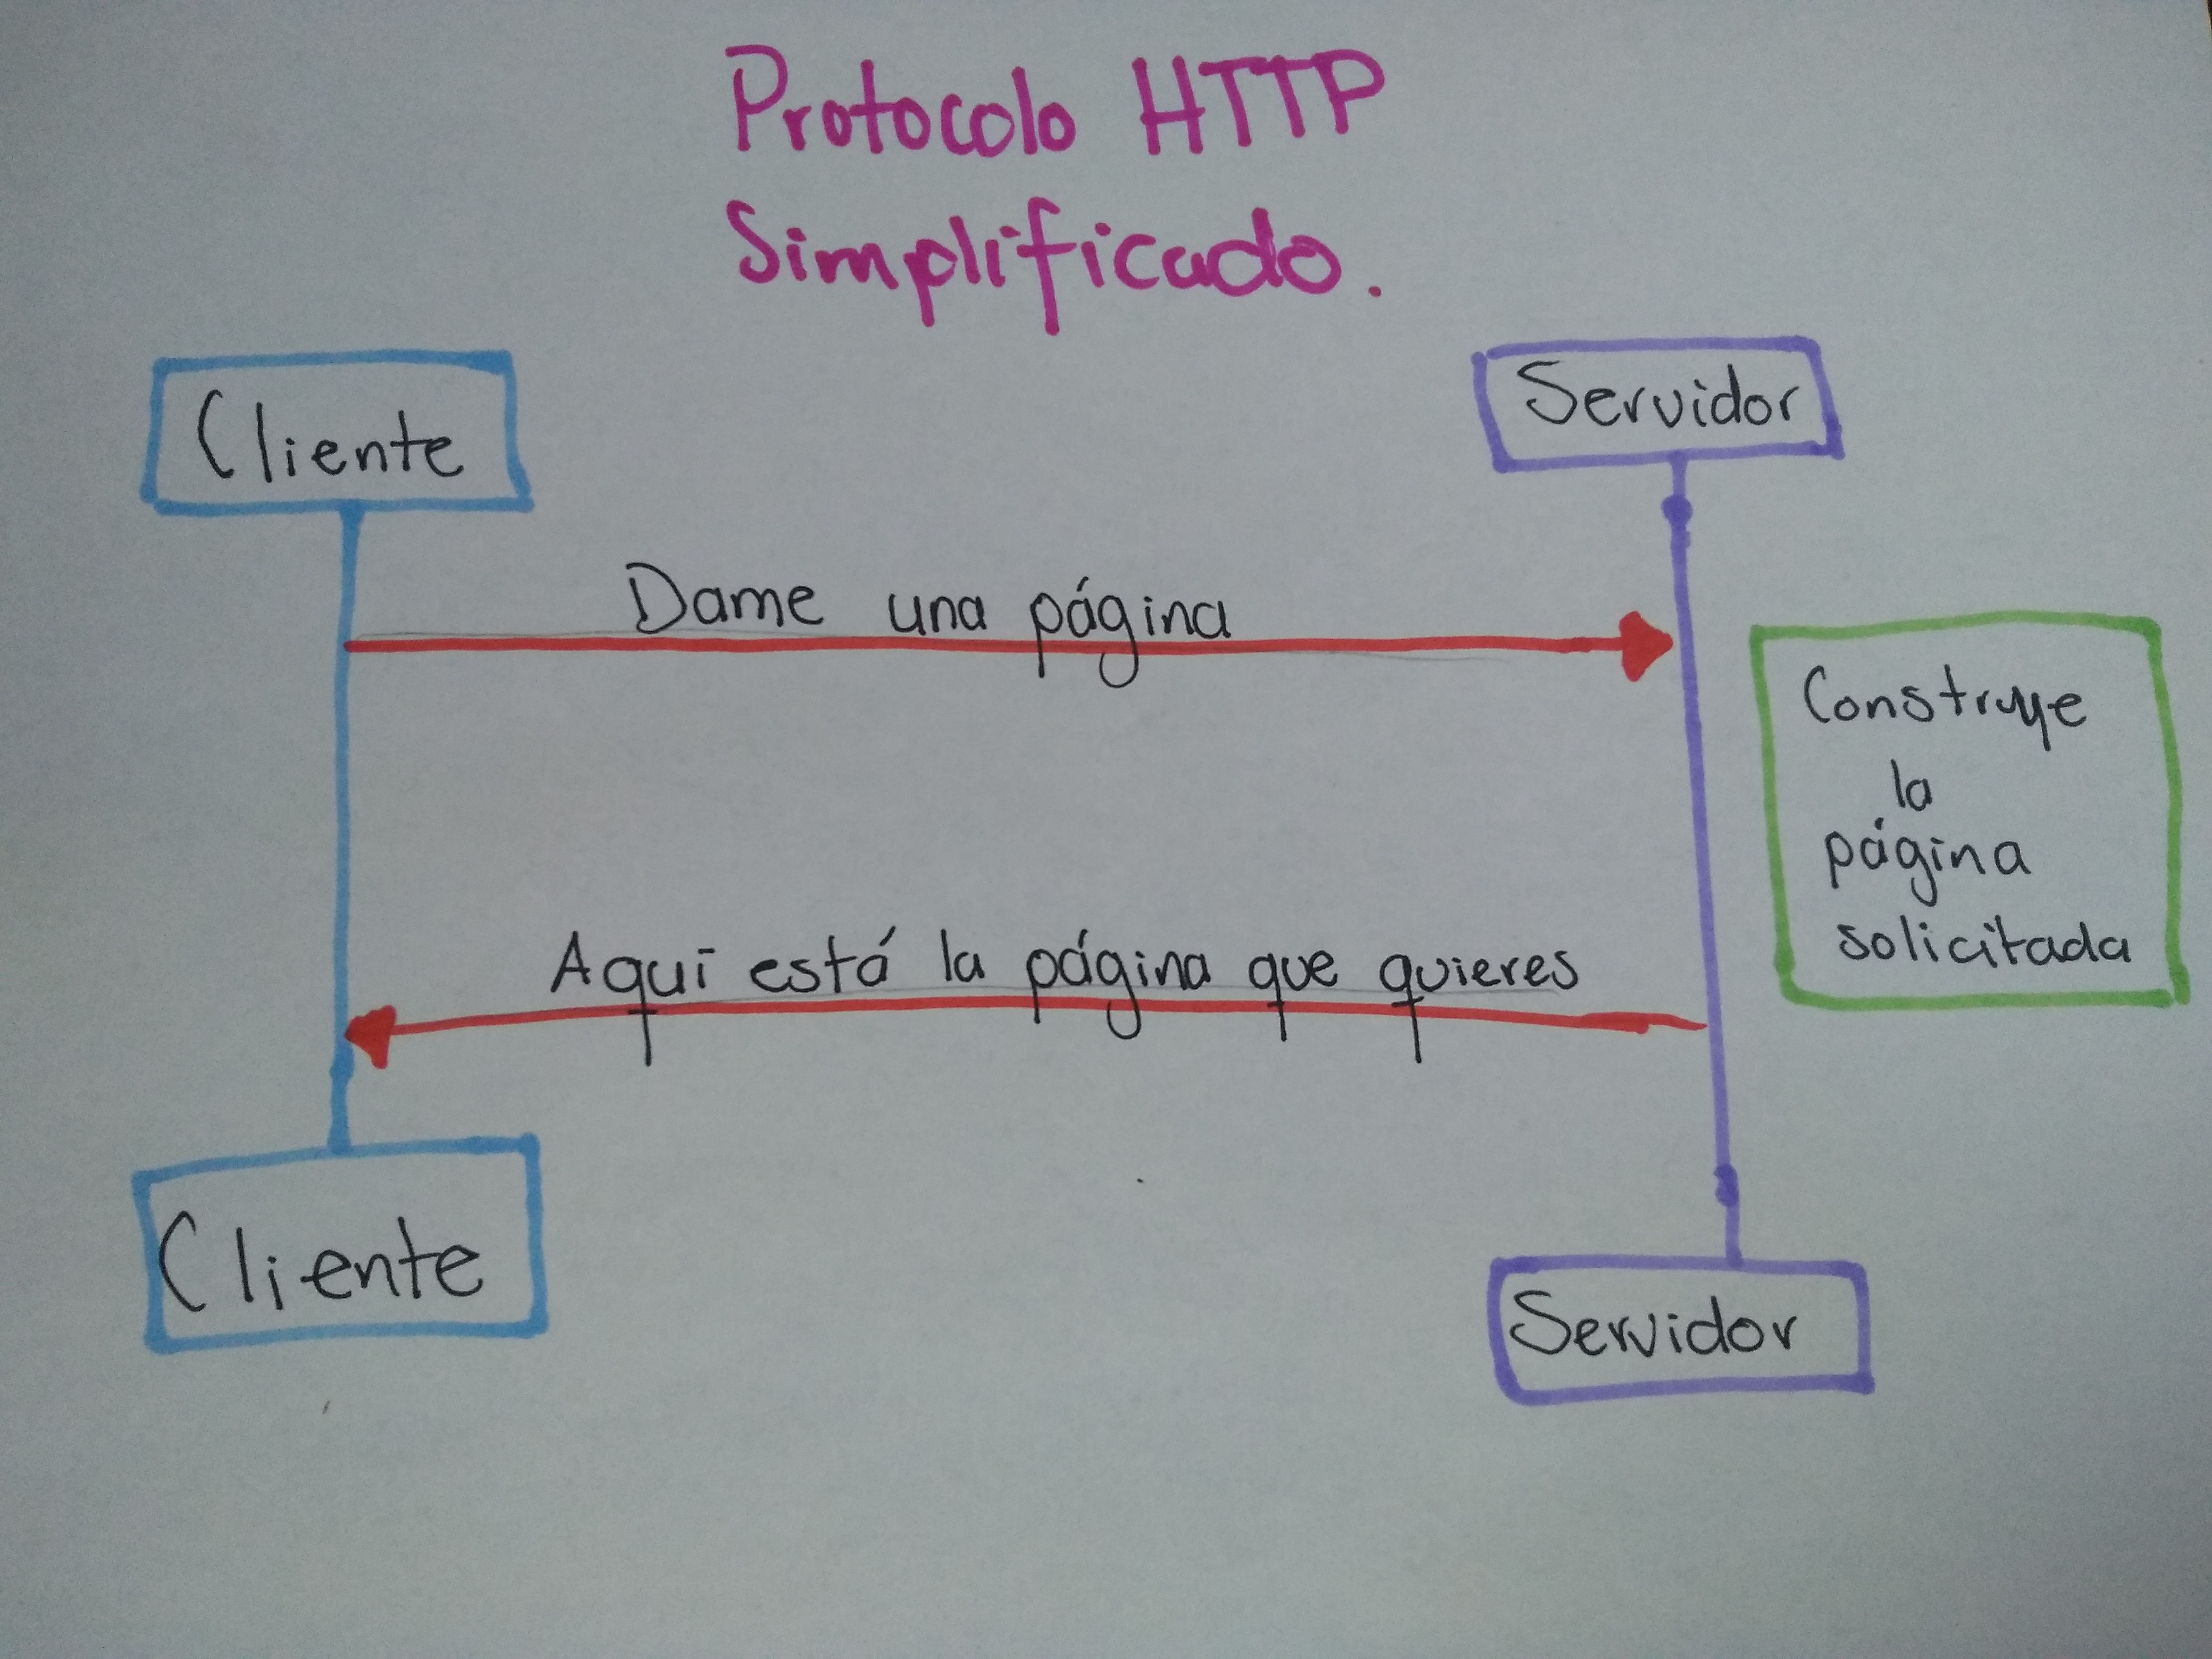 Protocolo HTTP
Simplificado.
Cliente
Servidor
Dame una página
Construye
la
página
solicitada
Aquí está la página que quieres
Cliente
Servidor